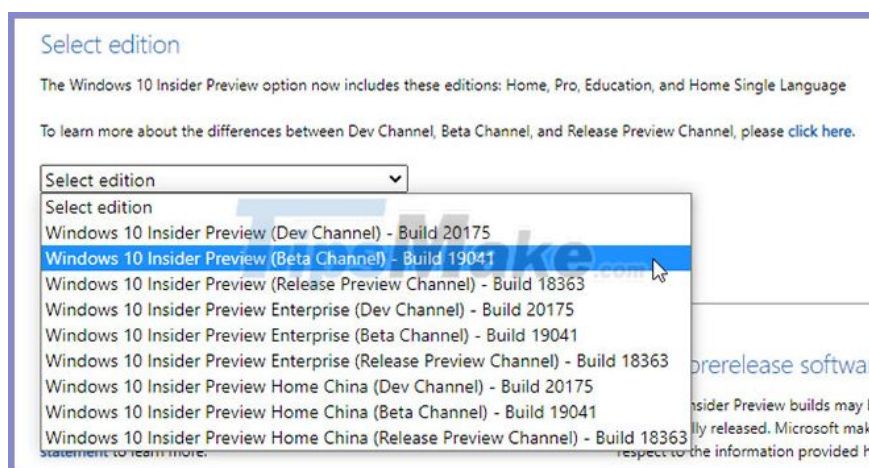 Select edition
The Windows 10 Insider Preview option now includes these editions: Home, Pro, Education, and Home Single Language
To learn more about the differences between Dev Channel, Beta Channel, and Release Preview Channel, please click here.
Select edition
Select edition
Windows 10 Insider Preview (Dev Channel) - Build 20175
Windows 10 Insider Preview (Beta Channel) - Build 19041
TipsMake.com
Windows 10 Insider Preview (Release Preview Channel) - Build 18363
Windows 10 Insider Preview Enterprise (Dev Channel) - Build 20175
Windows 10 Insider Preview Enterprise (Beta Channel) - Build 19041
Windows 10 Insider Preview Enterprise (Release Preview Channel) - Build 18363
Windows 10 Insider Preview Home China (Dev Channel) - Build 20175
Windows 10 Insider Preview Home China (Beta Channel) - Build 19041
Windows 10 Insider Preview Home China (Release Preview Channel) - Build 18363
prerelease softwa
nsider Preview builds may
lly released. Microsoft mak
statement to learn more.
respect to the information provided h